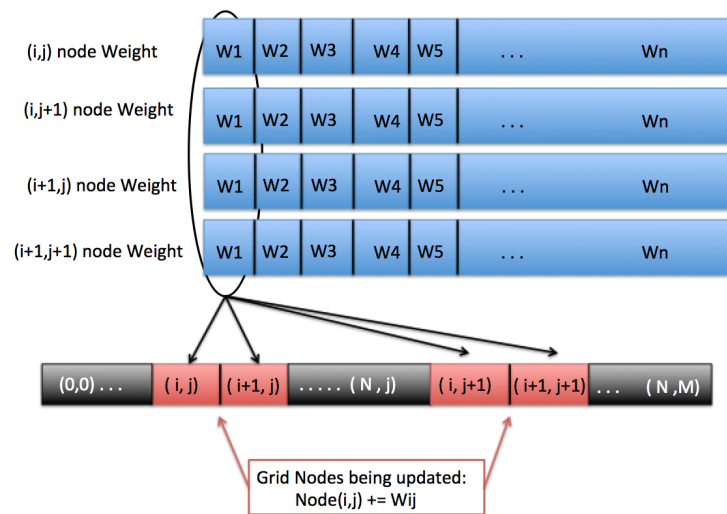 (i,j) node Weight W1 W2 W3 W4 W5 ... Wn
(i,j+1) node Weight W1 W2 W3 W4 W5 ... Wn
(i+1,j) node Weight W1 W2 W3 W4 W5 ... Wn
(i+1,j+1) node Weight W1 W2 W3 W4 W5 ... Wn
(0,0) ... ( i, j) (i+1, j) ..... ( N , j) (i, j+1) (i+1, j+1) ... ( N ,M)
Grid Nodes being updated:
Node(i,j) += Wij